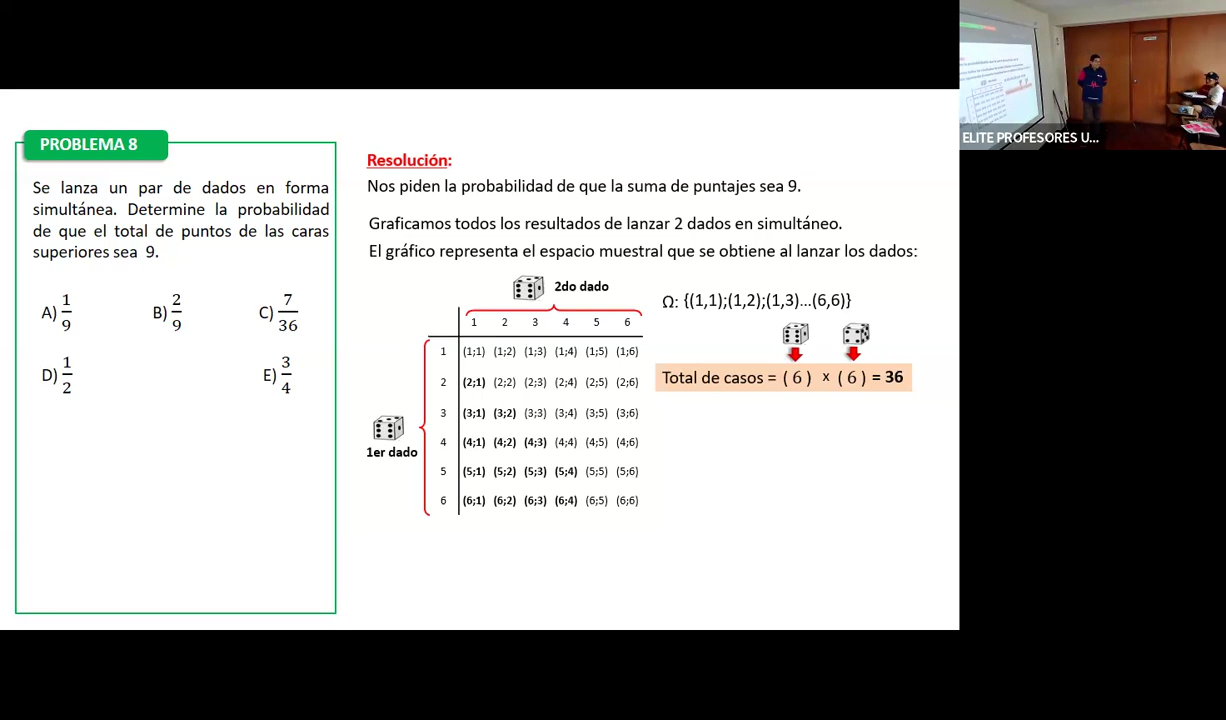 PROBLEMA 8
Se lanza un par de dados en forma
simultánea. Determine la probabilidad
de que el total de puntos de las caras
superiores sea 9.
A) 1/9 B) 2/9 C) 7/36
D) 1/2 E) 3/4
Resolución:
Nos piden la probabilidad de que la suma de puntajes sea 9.
Graficamos todos los resultados de lanzar 2 dados en simultáneo.
El gráfico representa el espacio muestral que se obtiene al lanzar los dados:
2do dado
1 2 3 4 5 6
1 (1;1) (1;2) (1;3) (1;4) (1;5) (1;6)
2 (2;1) (2;2) (2;3) (2;4) (2;5) (2;6)
3 (3;1) (3;2) (3;3) (3;4) (3;5) (3;6)
4 (4;1) (4;2) (4;3) (4;4) (4;5) (4;6)
5 (5;1) (5;2) (5;3) (5;4) (5;5) (5;6)
6 (6;1) (6;2) (6;3) (6;4) (6;5) (6;6)
1er dado
Ω: {(1,1);(1,2);(1,3)...(6,6)}
Total de casos = ( 6 ) x ( 6 ) = 36
ELITE PROFESORES U...